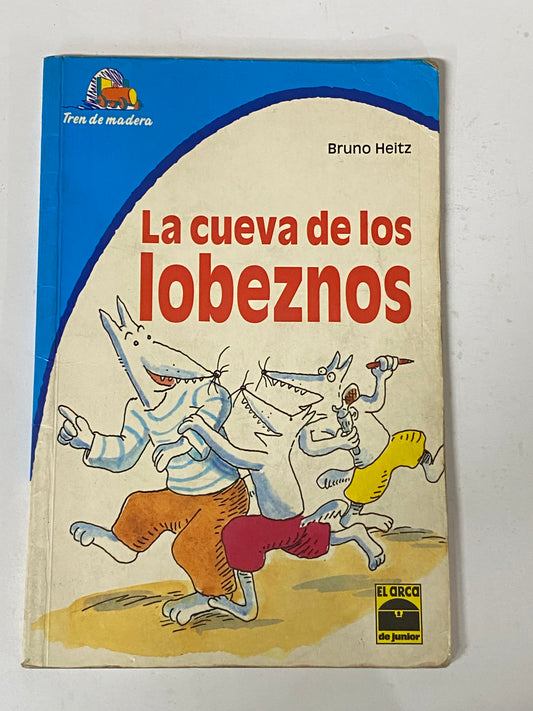 Tren de madera
Bruno Heitz
La cueva de los
lobeznos
EL ARCA
de junior